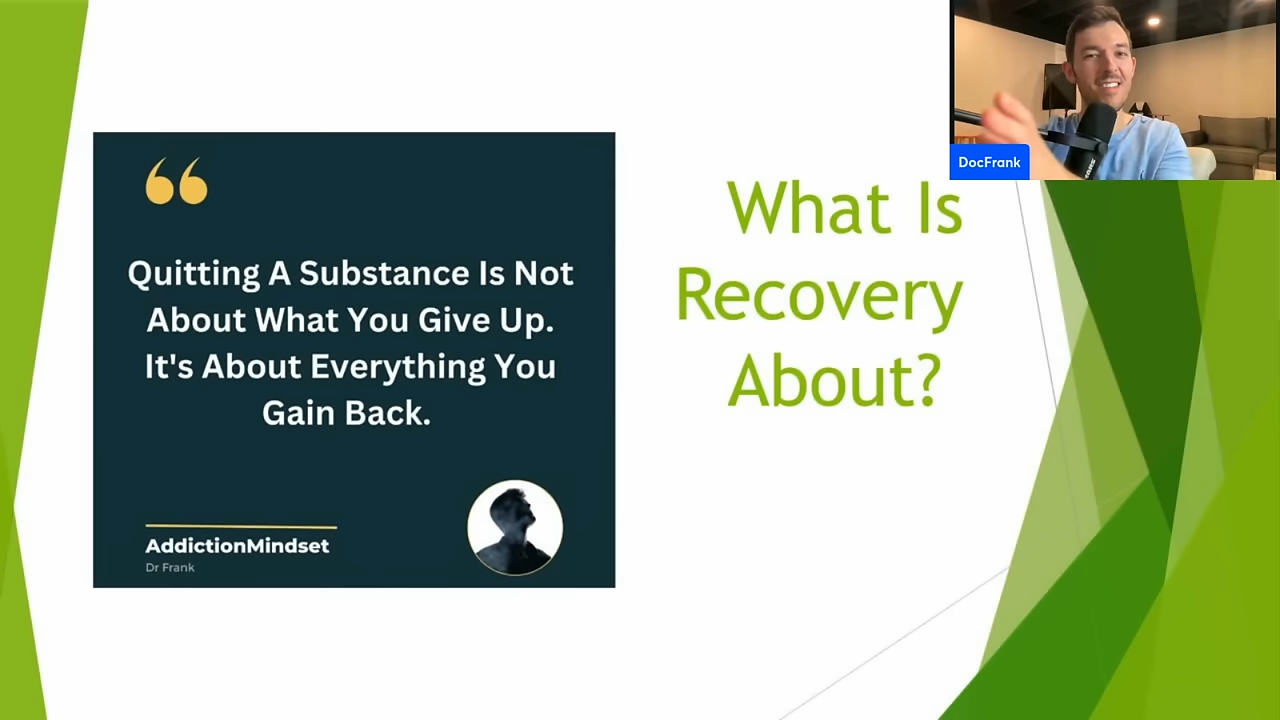 “
Quitting A Substance Is Not
About What You Give Up.
It's About Everything You
Gain Back.
AddictionMindset
Dr Frank
What Is
Recovery
About?
DocFrank